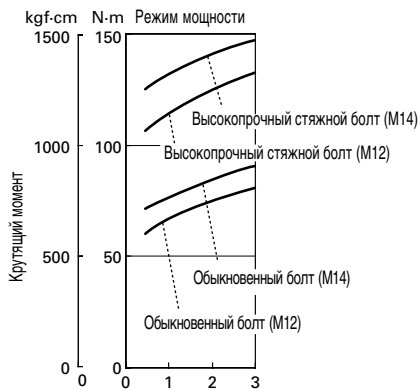 kgf·cm N·m Режим мощности
1500 150
Высокопрочный стяжной болт (M14)
1000 100
Высокопрочный стяжной болт (M12)
Крутящий момент
500 50
Обыкновенный болт (M14)
Обыкновенный болт (M12)
0 0
0 0 1 2 3